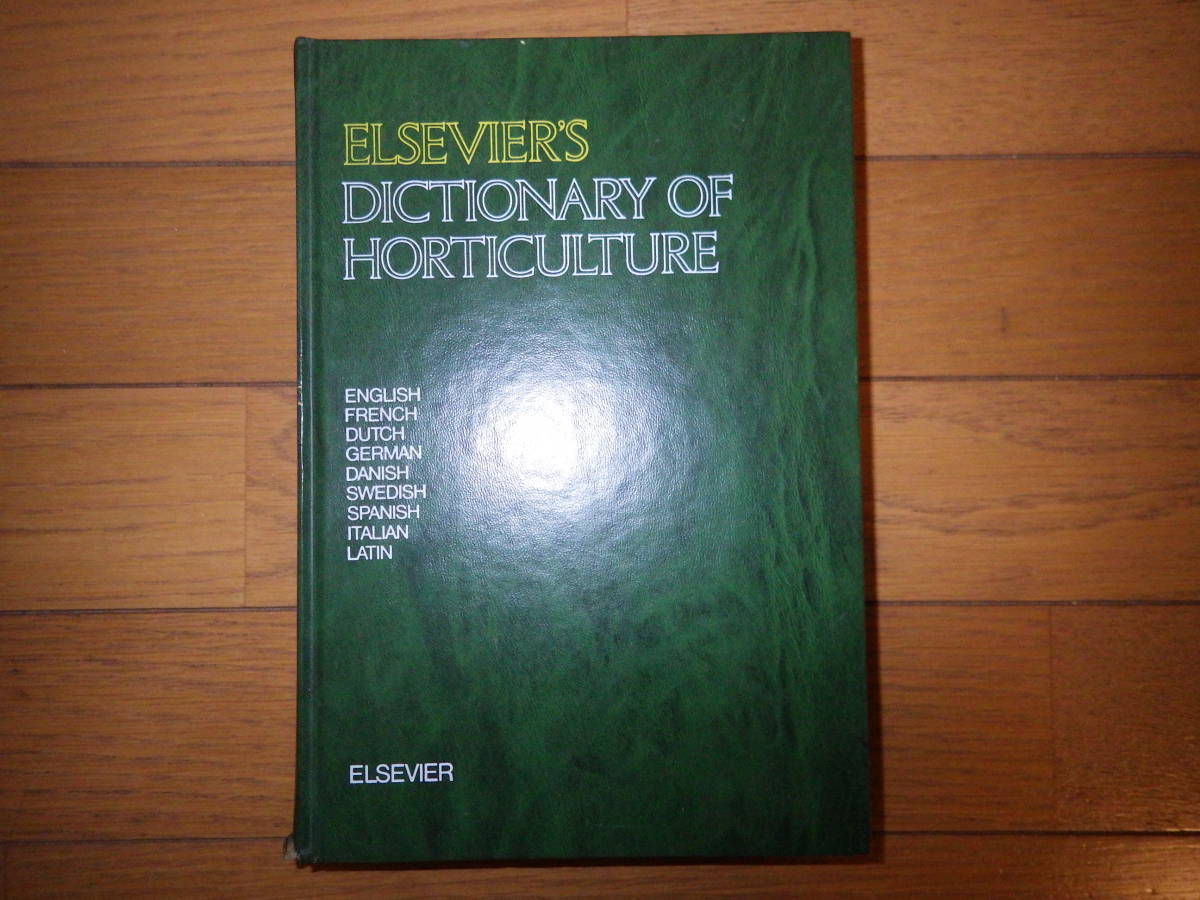 ELSEVIER'S
DICTIONARY OF
HORTICULTURE
ENGLISH
FRENCH
DUTCH
GERMAN
DANISH
SWEDISH
SPANISH
ITALIAN
LATIN
ELSEVIER